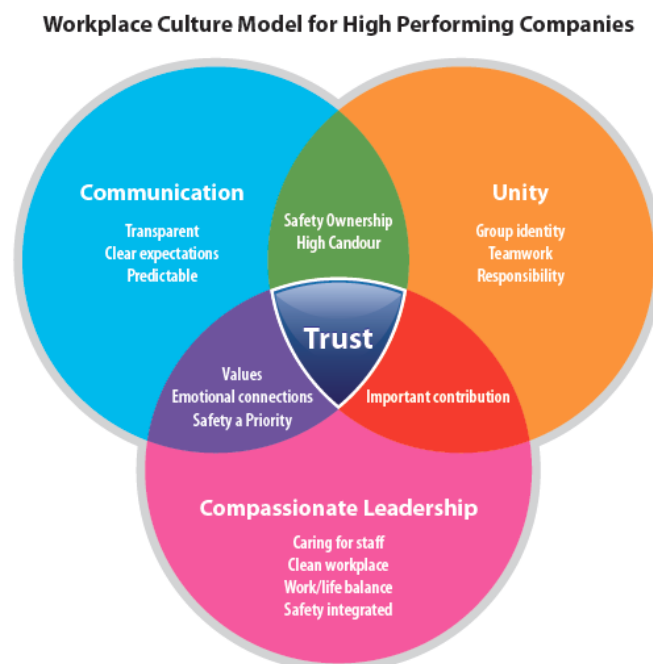 Workplace Culture Model for High Performing Companies
Communication
Transparent
Clear expectations
Predictable
Safety Ownership
High Candour
Unity
Group identity
Teamwork
Responsibility
Trust
Values
Emotional connections
Safety a Priority
Important contribution
Compassionate Leadership
Caring for staff
Clean workplace
Work/life balance
Safety integrated